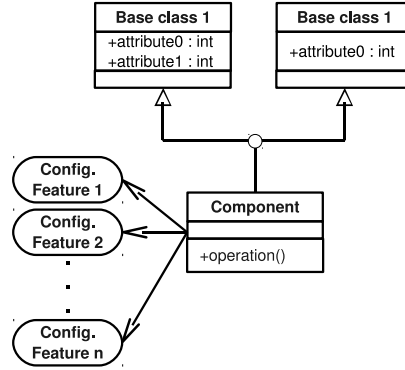 Base class 1
+attribute0 : int
+attribute1 : int
Base class 1
+attribute0 : int
Config.
Feature 1
Config.
Feature 2
Config.
Feature n
Component
+operation()